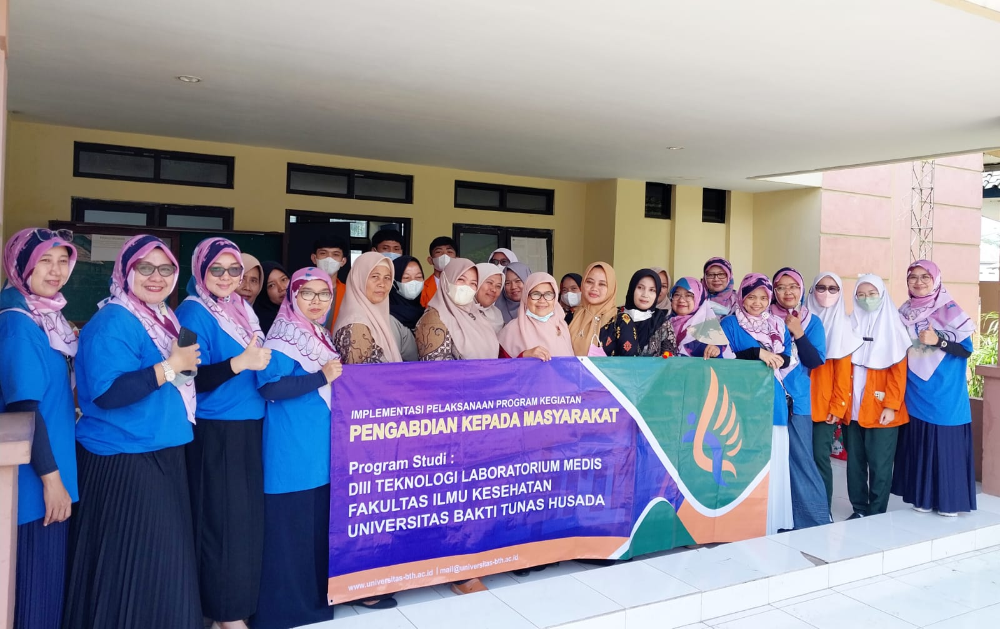 PENGUMUMAN
IMPLEMENTASI PELAKSANAAN PROGRAM KEGIATAN
PENGABDIAN KEPADA MASYARAKAT
Program Studi :
DIII TEKNOLOGI LABORATORIUM MEDIS
FAKULTAS ILMU KESEHATAN
UNIVERSITAS BAKTI TUNAS HUSADA
www.universitas-bth.ac.id | mail@universitas-bth.ac.id